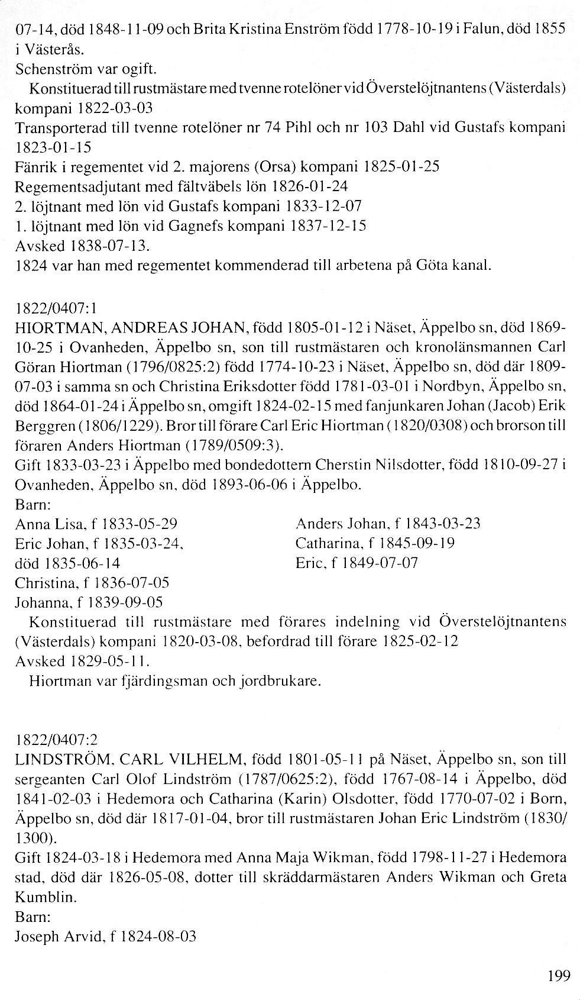 07-14, död 1848-11-09 och Brita Kristina Enström född 1778-10-19 i Falun, död 1855
i Västerås.
Schenström var ogift.
Konstituerad till rustmästare med tvenne rotelöner vid Överstelöjtnantens (Västerdals)
kompani 1822-03-03
Transporterad till tvenne rotelöner nr 74 Pihl och nr 103 Dahl vid Gustafs kompani
1823-01-15
Fänrik i regementet vid 2. majorens (Orsa) kompani 1825-01-25
Regementsadjutant med fältväbels lön 1826-01-24
2. löjtnant med lön vid Gustafs kompani 1833-12-07
1. löjtnant med lön vid Gagnefs kompani 1837-12-15
Avsked 1838-07-13.
1824 var han med regementet kommenderad till arbetena på Göta kanal.

1822/0407:1
HIORTMAN, ANDREAS JOHAN, född 1805-01-12 i Näset, Äppelbo sn, död 1869-
10-25 i Ovanheden, Äppelbo sn, son till rustmästaren och kronolänsmannen Carl
Göran Hiortman (1796/0825:2) född 1774-10-23 i Näset, Äppelbo sn, död där 1809-
07-03 i samma sn och Christina Eriksdotter född 1781-03-01 i Nordbyn, Äppelbo sn,
död 1864-01-24 i Äppelbo sn, omgift 1824-02-15 med fanjunkaren Johan (Jacob) Erik
Berggren (1806/1229). Bror till förare Carl Eric Hiortman (1820/0308) och brorson till
föraren Anders Hiortman (1789/0509:3).
Gift 1833-03-23 i Äppelbo med bondedottern Cherstin Nilsdotter, född 1810-09-27 i
Ovanheden, Äppelbo sn, död 1893-06-06 i Äppelbo.
Barn:
Anna Lisa, f 1833-05-29
Eric Johan, f 1835-03-24,
död 1835-06-14
Christina, f 1836-07-05
Johanna, f 1839-09-05
Anders Johan, f 1843-03-23
Catharina, f 1845-09-19
Eric, f 1849-07-07
Konstituerad till rustmästare med förares indelning vid Överstelöjtnantens
(Västerdals) kompani 1820-03-08, befordrad till förare 1825-02-12
Avsked 1829-05-11.
Hiortman var fjärdingsman och jordbrukare.

1822/0407:2
LINDSTRÖM, CARL VILHELM, född 1801-05-11 på Näset, Äppelbo sn, son till
sergeanten Carl Olof Lindström (1787/0625:2), född 1767-08-14 i Äppelbo, död
1841-02-03 i Hedemora och Catharina (Karin) Olsdotter, född 1770-07-02 i Born,
Äppelbo sn, död där 1817-01-04, bror till rustmästaren Johan Eric Lindström (1830/
1300).
Gift 1824-03-18 i Hedemora med Anna Maja Wikman, född 1798-11-27 i Hedemora
stad, död där 1826-05-08, dotter till skräddarmästaren Anders Wikman och Greta
Kumblin.
Barn:
Joseph Arvid, f 1824-08-03

199